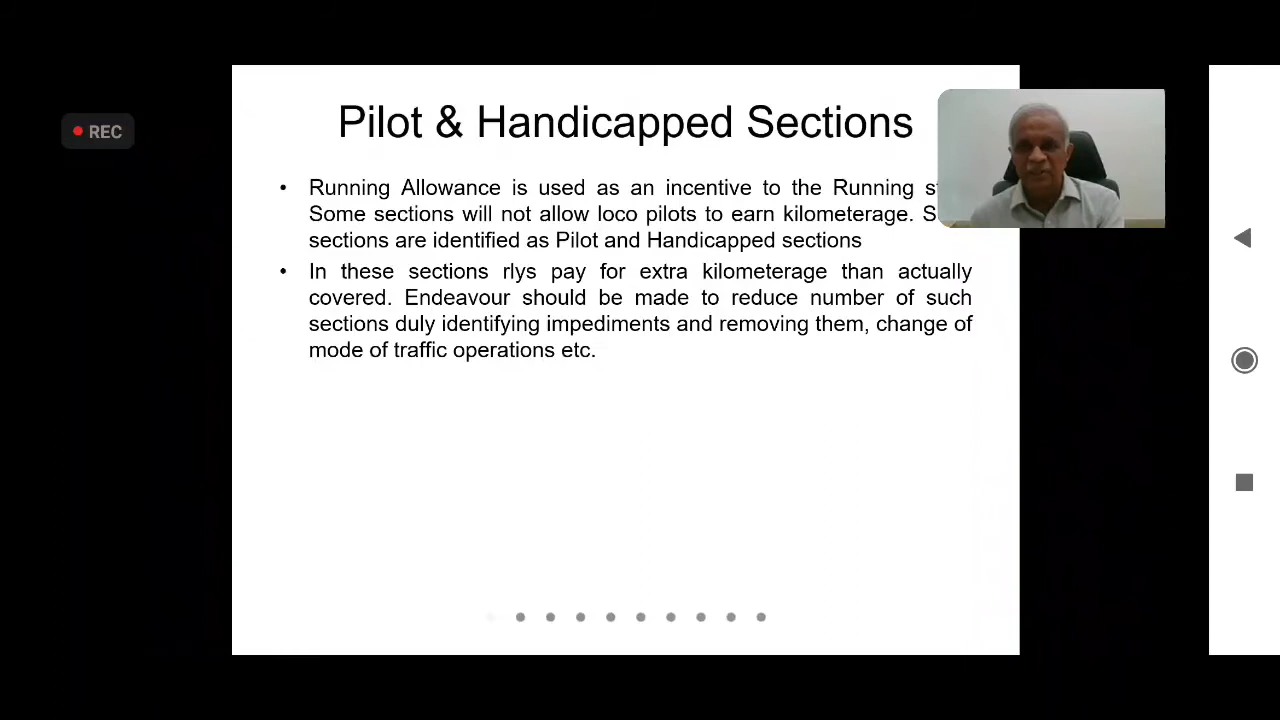 REC
Pilot & Handicapped Sections
• Running Allowance is used as an incentive to the Running
Some sections will not allow loco pilots to earn kilometerage.
sections are identified as Pilot and Handicapped sections
• In these sections rlys pay for extra kilometerage than actually
covered. Endeavour should be made to reduce number of such
sections duly identifying impediments and removing them, change of
mode of traffic operations etc.